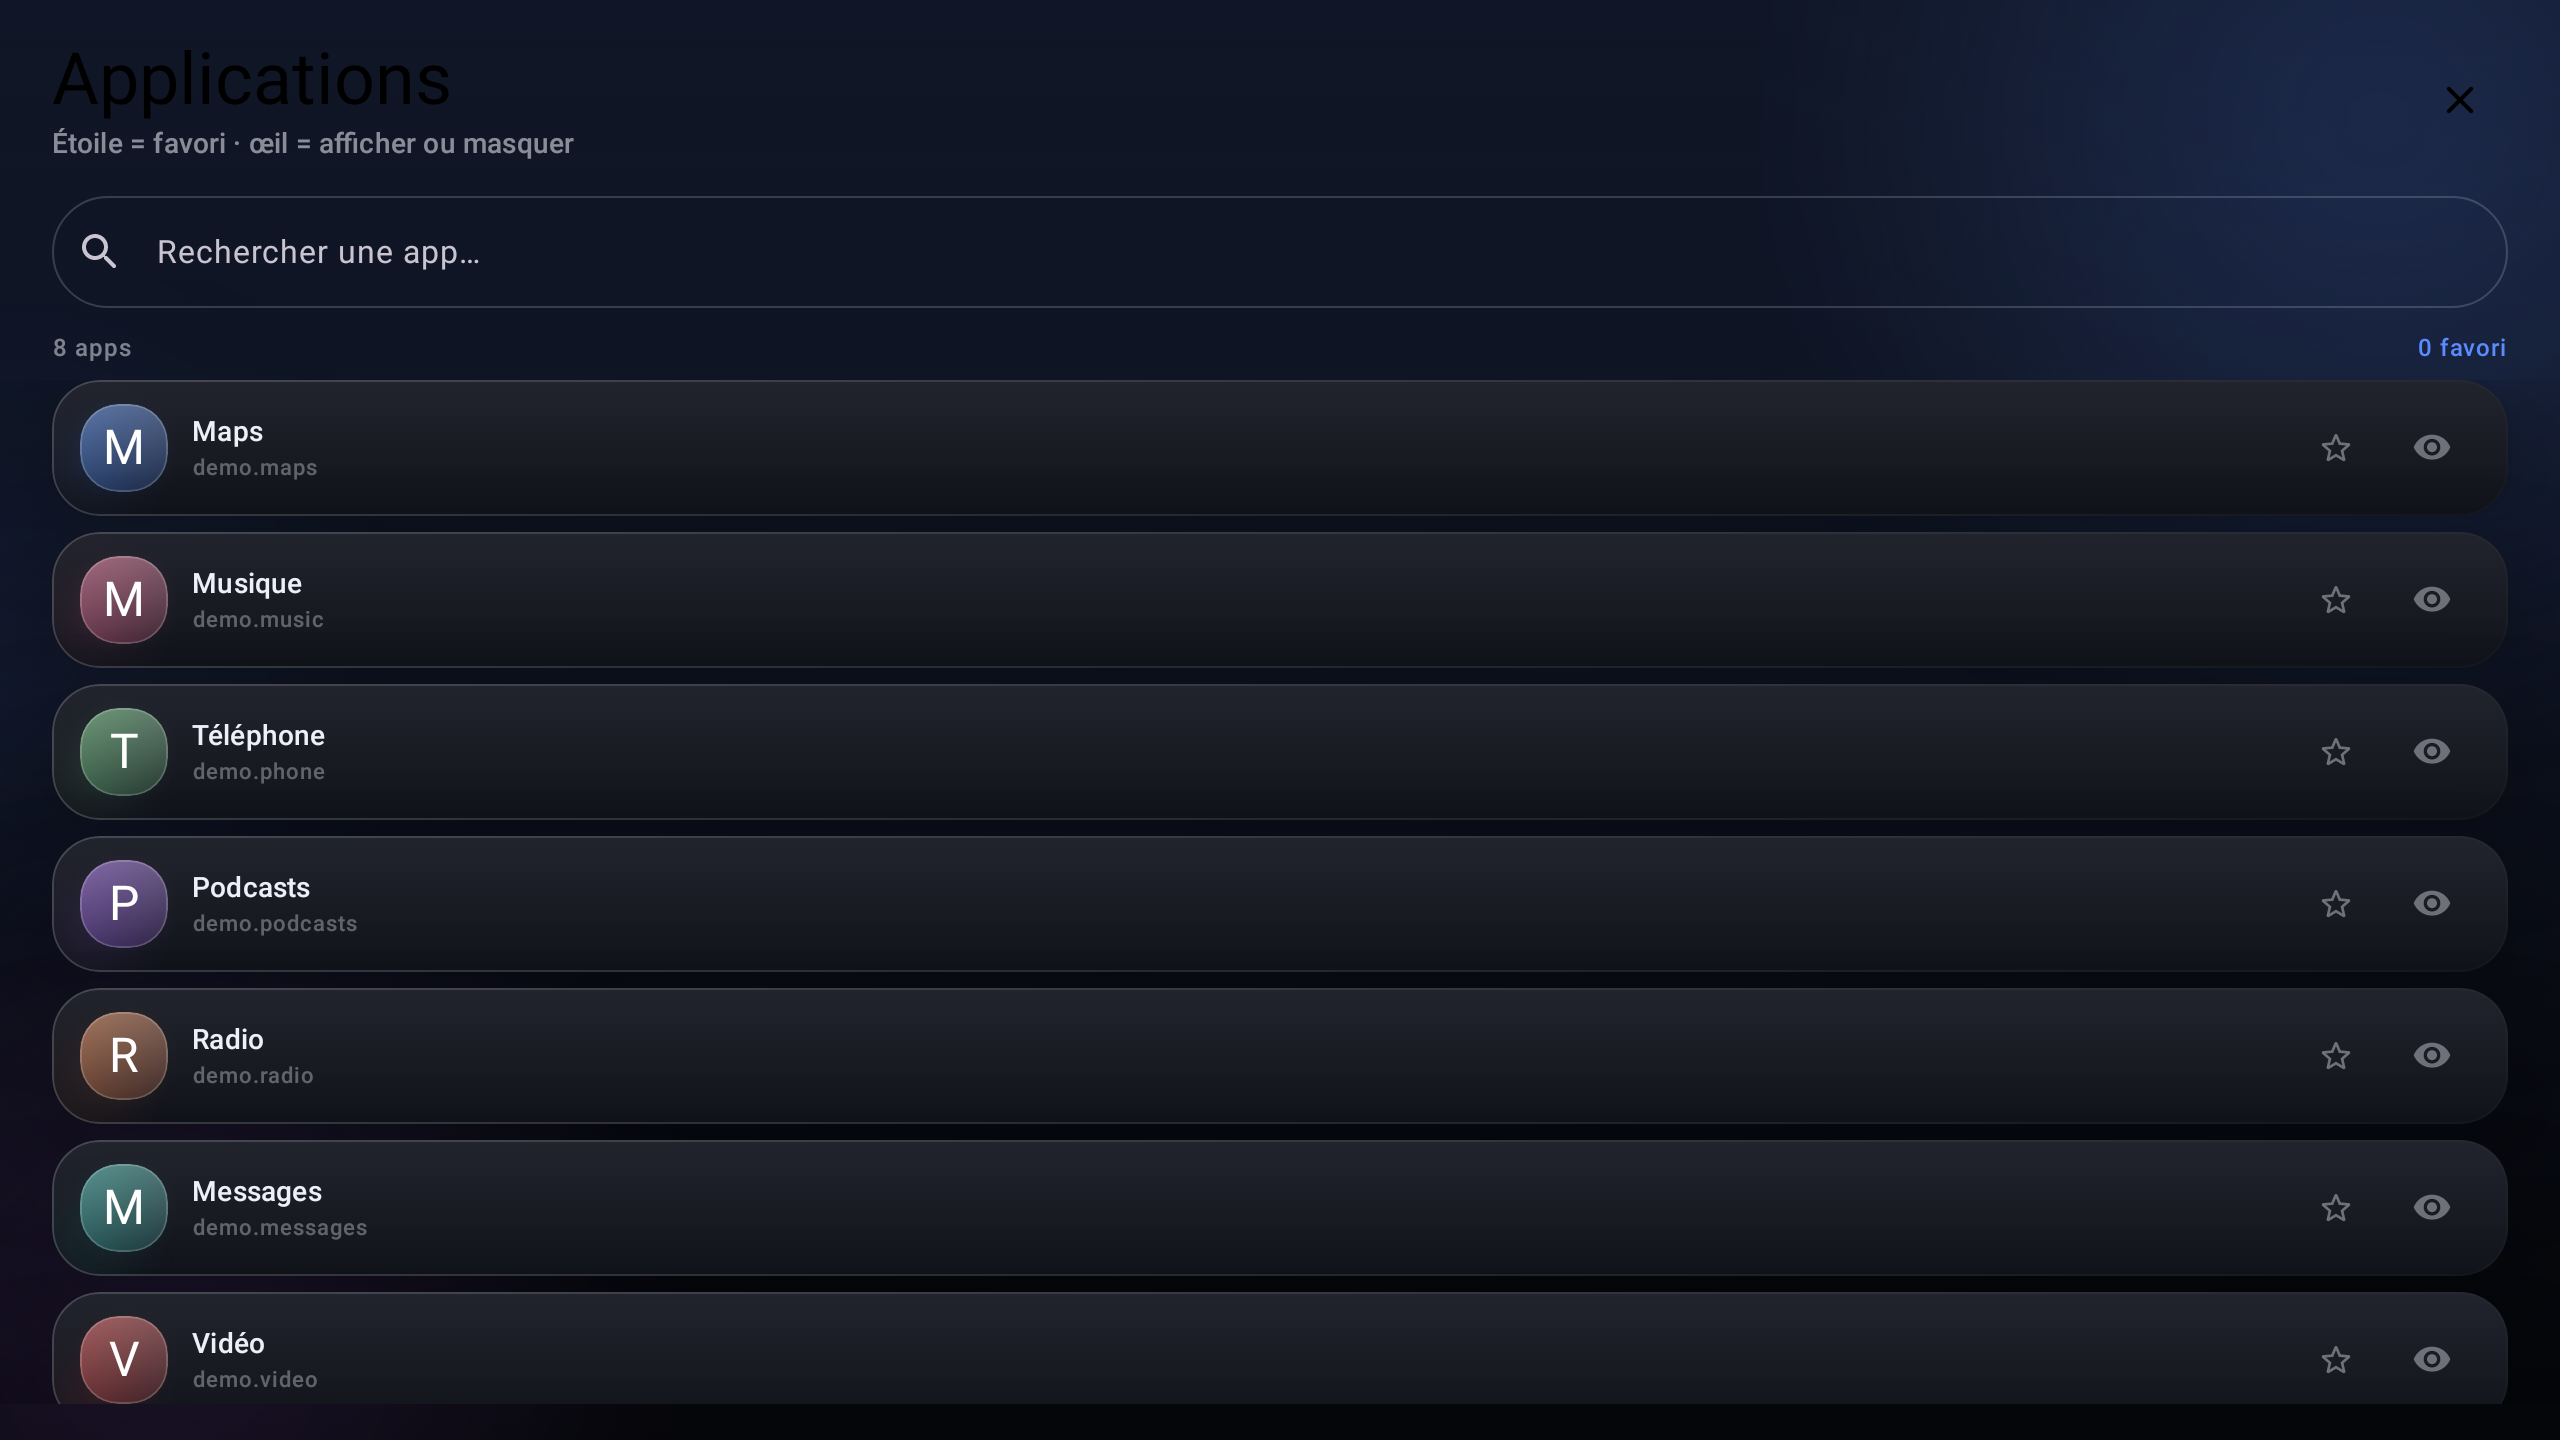 Applications
Étoile = favori · œil = afficher ou masquer
Rechercher une app…
8 apps
0 favori
M
Maps
demo.maps
M
Musique
demo.music
T
Téléphone
demo.phone
P
Podcasts
demo.podcasts
R
Radio
demo.radio
M
Messages
demo.messages
V
Vidéo
demo.video